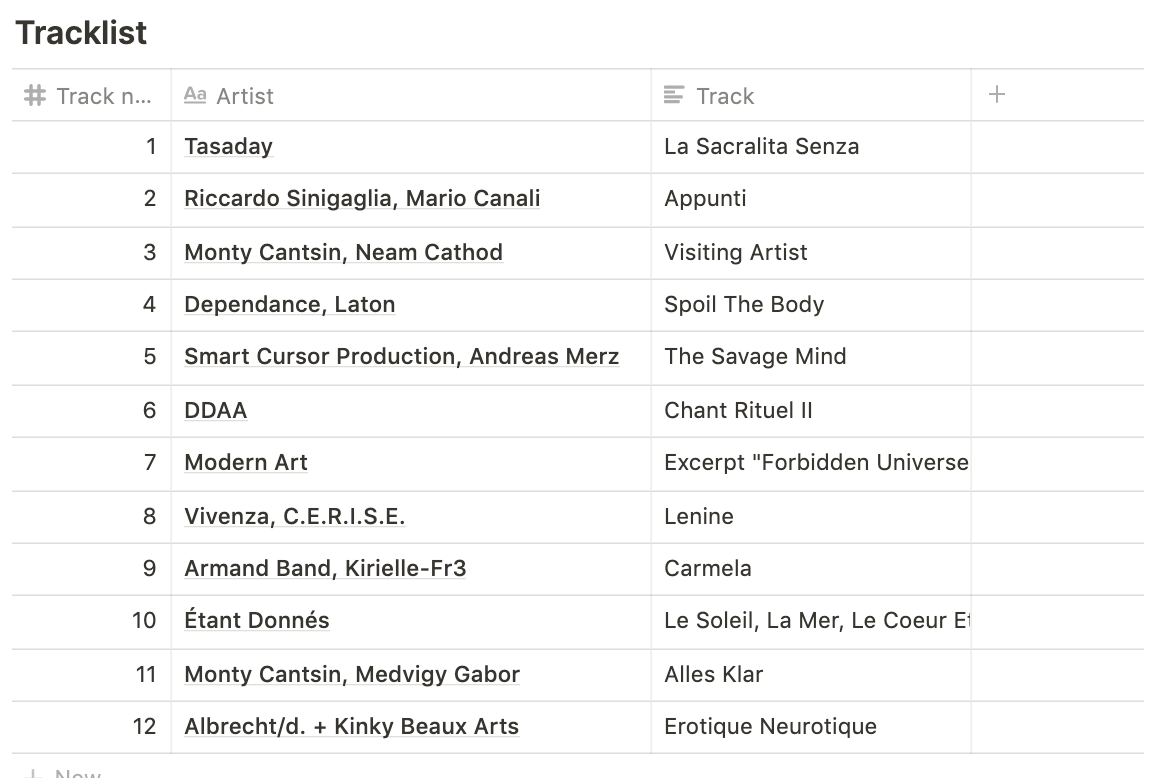 Tracklist
# Track n... Aa Artist Track +
1 Tasaday La Sacralita Senza
2 Riccardo Sinigaglia, Mario Canali Appunti
3 Monty Cantsin, Neam Cathod Visiting Artist
4 Dependance, Laton Spoil The Body
5 Smart Cursor Production, Andreas Merz The Savage Mind
6 DDAA Chant Rituel II
7 Modern Art Excerpt "Forbidden Universe
8 Vivenza, C.E.R.I.S.E. Lenine
9 Armand Band, Kirielle-Fr3 Carmela
10 Étant Donnés Le Soleil, La Mer, Le Coeur Et
11 Monty Cantsin, Medvigy Gabor Alles Klar
12 Albrecht/d. + Kinky Beaux Arts Erotique Neurotique
+ New